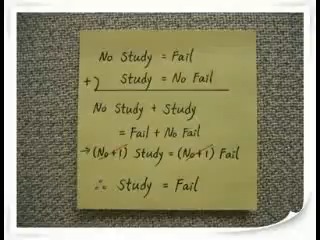 No Study = Fail
+) Study = No Fail
No Study + Study
= Fail + No Fail
→ (No+1) Study = (No+1) Fail
∴ Study = Fail